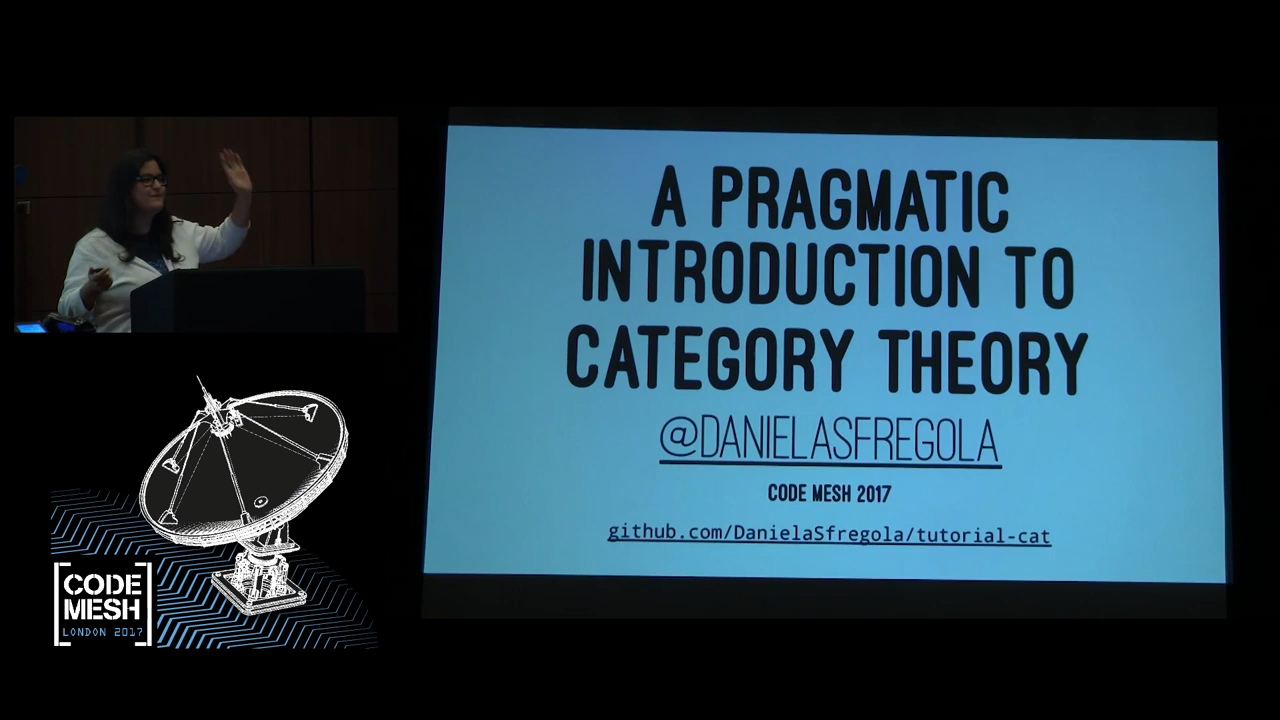 A PRAGMATIC
INTRODUCTION TO
CATEGORY THEORY
@DANIELASFREGOLA
CODE MESH 2017
github.com/DanielaSfregola/tutorial-cat
CODE
MESH
LONDON 2017